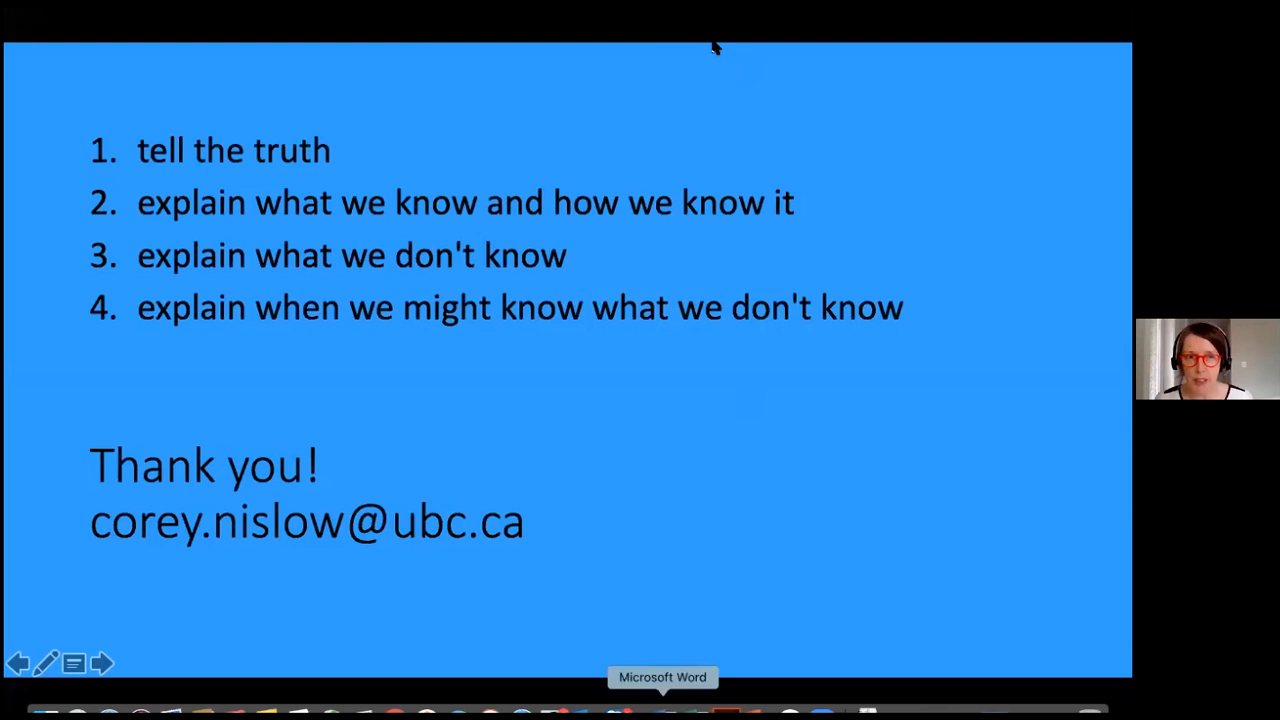 1. tell the truth
2. explain what we know and how we know it
3. explain what we don't know
4. explain when we might know what we don't know
Thank you!
corey.nislow@ubc.ca
Microsoft Word